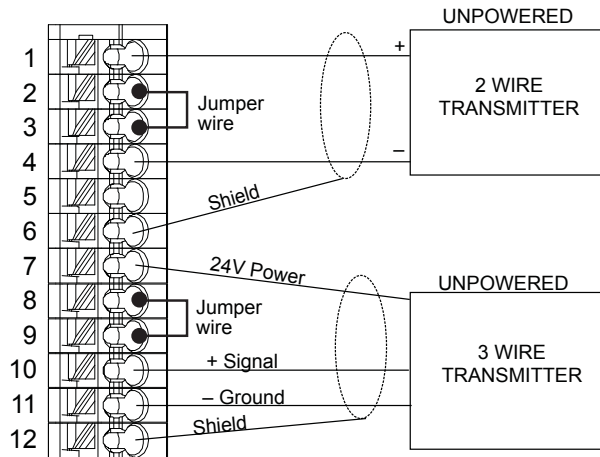 UNPOWERED
1
+
2
2 WIRE
TRANSMITTER
Jumper
wire
3
4
–
5
Shield
6
7
24V Power
UNPOWERED
8
Jumper
wire
9
3 WIRE
TRANSMITTER
10
+ Signal
11
– Ground
Shield
12